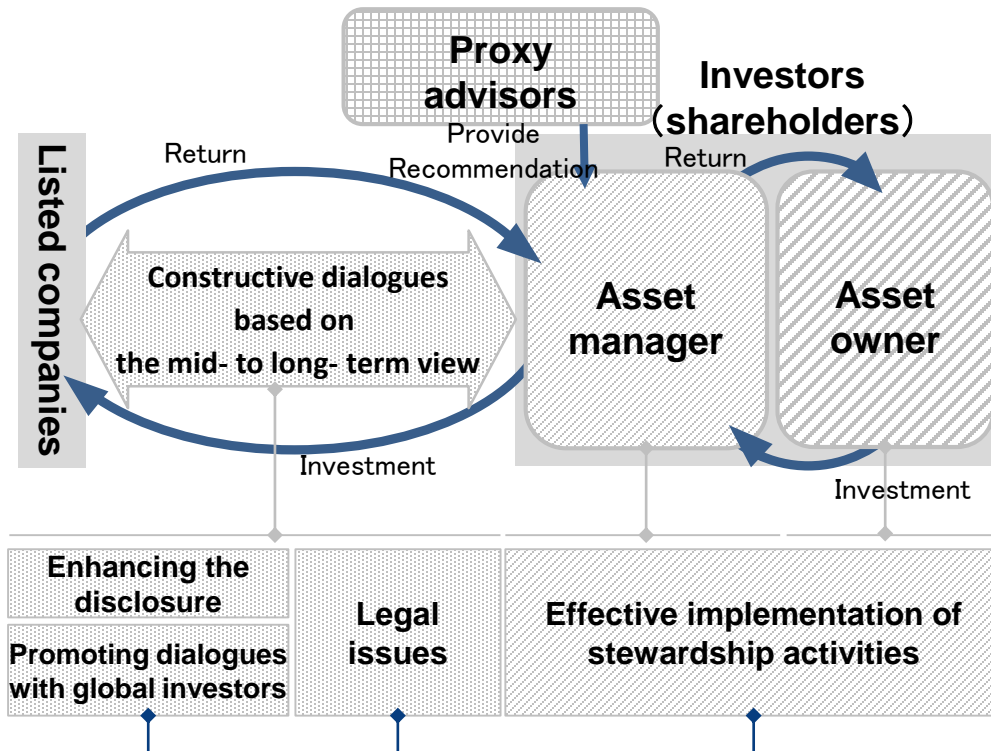 Proxy
advisors
Investors
（shareholders）
Provide
Recommendation
Return
Return
Listed companies
Constructive dialogues
based on
the mid- to long- term view
Asset
manager
Asset
owner
Investment
Investment
Enhancing the
disclosure
Promoting dialogues
with global investors
Legal
issues
Effective implementation of
stewardship activities